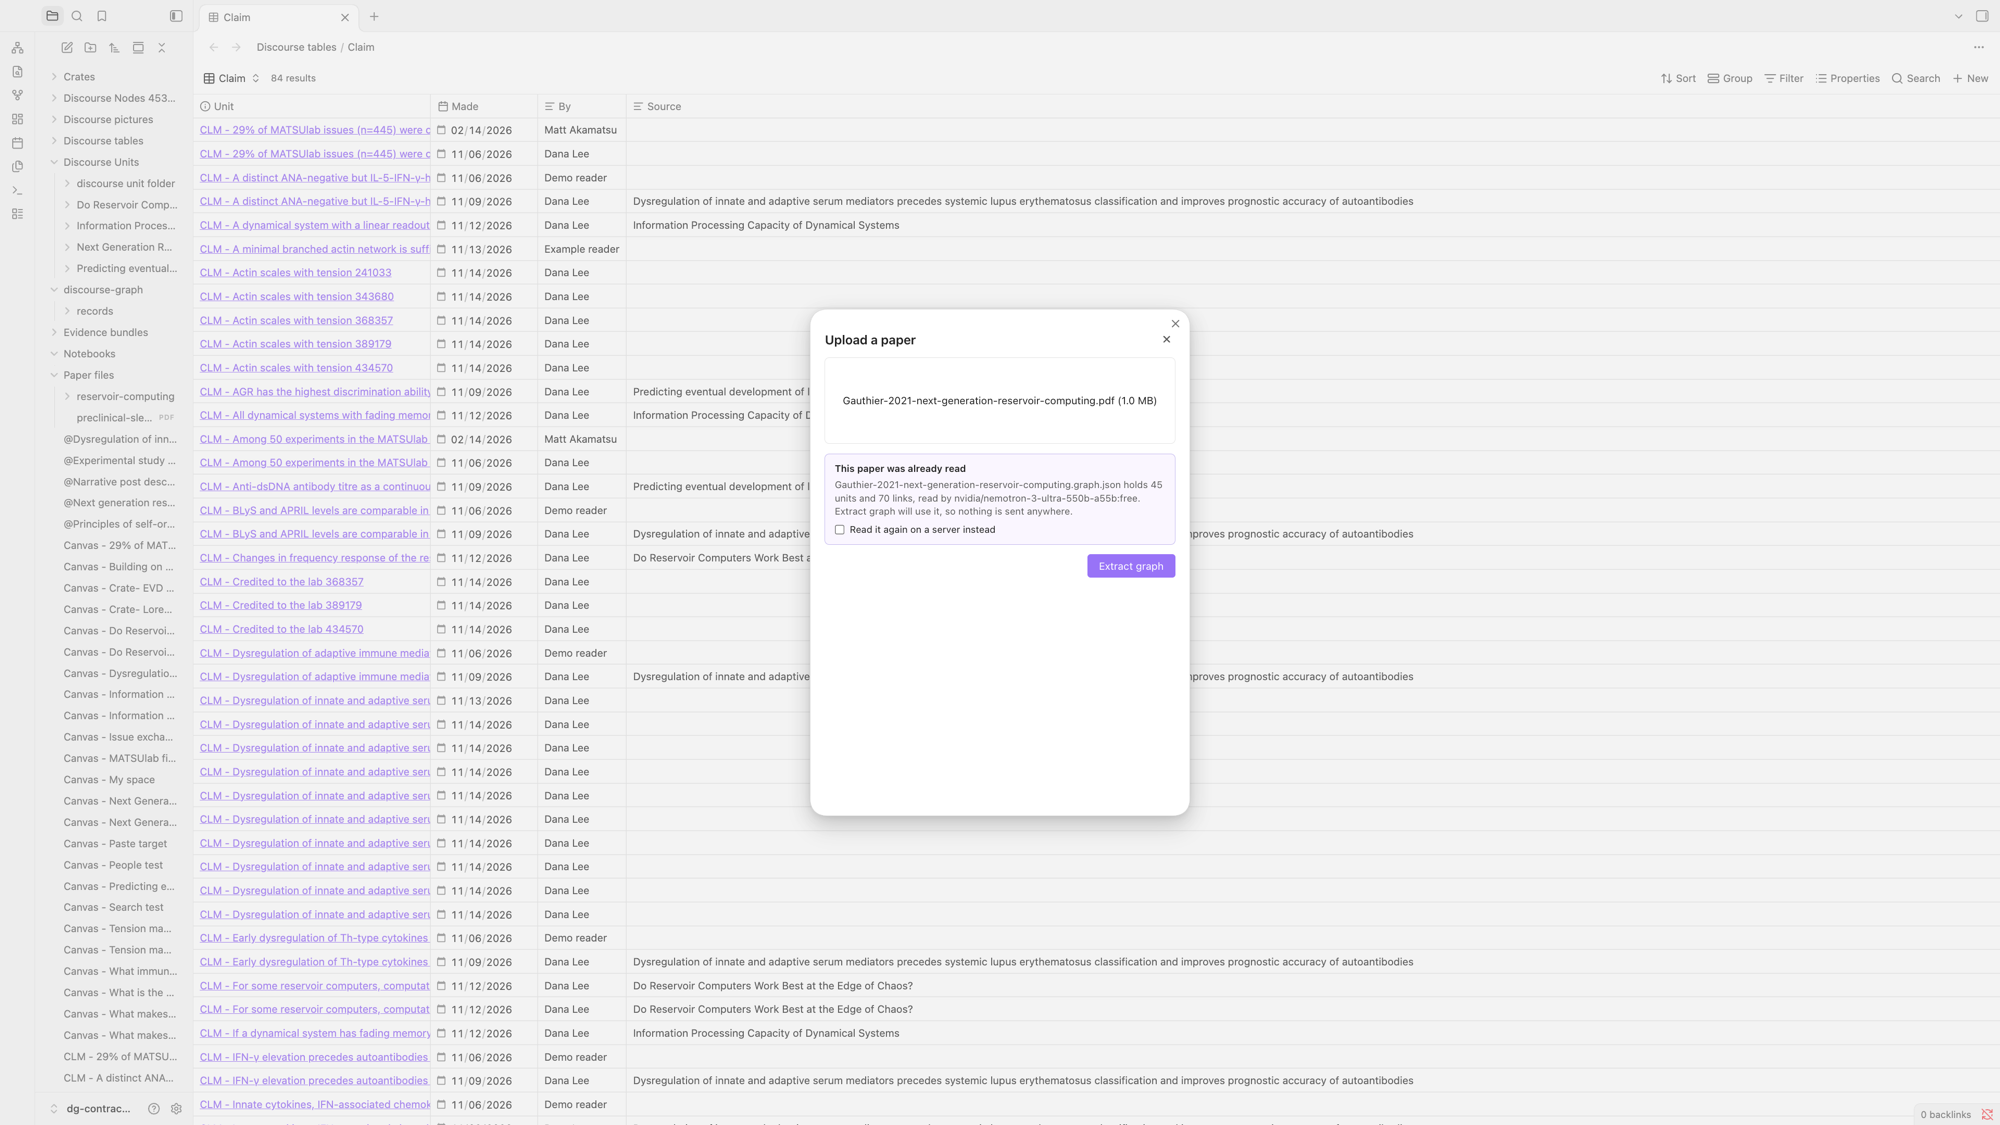 Claim
Discourse tables / Claim
Claim
84 results
Sort
Group
Filter
Properties
Search
New
Crates
Discourse Nodes 453...
Discourse pictures
Discourse tables
Discourse Units
discourse unit folder
Do Reservoir Comp...
Information Proces...
Next Generation R...
Predicting eventual...
discourse-graph
records
Evidence bundles
Notebooks
Paper files
reservoir-computing
preclinical-sle... PDF
@Dysregulation of inn...
@Experimental study ...
@Narrative post desc...
@Next generation res...
@Principles of self-or...
Canvas - 29% of MAT...
Canvas - Building on ...
Canvas - Crate- EVD ...
Canvas - Crate- Lore...
Canvas - Do Reservoi...
Canvas - Do Reservoi...
Canvas - Dysregulatio...
Canvas - Information ...
Canvas - Information ...
Canvas - Issue excha...
Canvas - MATSUlab fi...
Canvas - My space
Canvas - Next Genera...
Canvas - Next Genera...
Canvas - Paste target
Canvas - People test
Canvas - Predicting e...
Canvas - Search test
Canvas - Tension ma...
Canvas - Tension ma...
Canvas - What immun...
Canvas - What is the ...
Canvas - What makes...
Canvas - What makes...
CLM - 29% of MATSU...
CLM - A distinct ANA...
dg-contrac...
Unit Made By Source
CLM - 29% of MATSUlab issues (n=445) were 02/14/2026 Matt Akamatsu
CLM - 29% of MATSUlab issues (n=445) were 11/06/2026 Dana Lee
CLM - A distinct ANA-negative but IL-5-IFN-γ-h 11/06/2026 Demo reader
CLM - A distinct ANA-negative but IL-5-IFN-γ-h 11/09/2026 Dana Lee Dysregulation of innate and adaptive serum mediators precedes systemic lupus erythematosus classification and improves prognostic accuracy of autoantibodies
CLM - A dynamical system with a linear readout 11/12/2026 Dana Lee Information Processing Capacity of Dynamical Systems
CLM - A minimal branched actin network is suff 11/13/2026 Example reader
CLM - Actin scales with tension 241033 11/14/2026 Dana Lee
CLM - Actin scales with tension 343680 11/14/2026 Dana Lee
CLM - Actin scales with tension 368357 11/14/2026 Dana Lee
CLM - Actin scales with tension 389179 11/14/2026 Dana Lee
CLM - Actin scales with tension 434570 11/14/2026 Dana Lee
CLM - AGR has the highest discrimination ability 11/09/2026 Dana Lee Predicting eventual development of
CLM - All dynamical systems with fading memor 11/12/2026 Dana Lee Information Processing Capacity of D
CLM - Among 50 experiments in the MATSUlab 02/14/2026 Matt Akamatsu
CLM - Among 50 experiments in the MATSUlab 11/06/2026 Dana Lee
CLM - Anti-dsDNA antibody titre as a continuou 11/09/2026 Dana Lee Predicting eventual development of
CLM - BLyS and APRIL levels are comparable in 11/06/2026 Demo reader
CLM - BLyS and APRIL levels are comparable in 11/09/2026 Dana Lee Dysregulation of innate and adaptive proves prognostic accuracy of autoantibodies
CLM - Changes in frequency response of the re 11/12/2026 Dana Lee Do Reservoir Computers Work Best a
CLM - Credited to the lab 368357 11/14/2026 Dana Lee
CLM - Credited to the lab 389179 11/14/2026 Dana Lee
CLM - Credited to the lab 434570 11/14/2026 Dana Lee
CLM - Dysregulation of adaptive immune media 11/06/2026 Demo reader
CLM - Dysregulation of adaptive immune media 11/09/2026 Dana Lee Dysregulation of innate and adaptive proves prognostic accuracy of autoantibodies
CLM - Dysregulation of innate and adaptive seru 11/13/2026 Dana Lee
CLM - Dysregulation of innate and adaptive seru 11/14/2026 Dana Lee
CLM - Dysregulation of innate and adaptive seru 11/14/2026 Dana Lee
CLM - Dysregulation of innate and adaptive seru 11/14/2026 Dana Lee
CLM - Dysregulation of innate and adaptive seru 11/14/2026 Dana Lee
CLM - Dysregulation of innate and adaptive seru 11/14/2026 Dana Lee
CLM - Dysregulation of innate and adaptive seru 11/14/2026 Dana Lee
CLM - Dysregulation of innate and adaptive seru 11/14/2026 Dana Lee
CLM - Dysregulation of innate and adaptive seru 11/14/2026 Dana Lee
CLM - Dysregulation of innate and adaptive seru 11/14/2026 Dana Lee
CLM - Early dysregulation of Th-type cytokines 11/06/2026 Demo reader
CLM - Early dysregulation of Th-type cytokines 11/09/2026 Dana Lee Dysregulation of innate and adaptive serum mediators precedes systemic lupus erythematosus classification and improves prognostic accuracy of autoantibodies
CLM - For some reservoir computers, computat 11/12/2026 Dana Lee Do Reservoir Computers Work Best at the Edge of Chaos?
CLM - For some reservoir computers, computat 11/12/2026 Dana Lee Do Reservoir Computers Work Best at the Edge of Chaos?
CLM - If a dynamical system has fading memory 11/12/2026 Dana Lee Information Processing Capacity of Dynamical Systems
CLM - IFN-γ elevation precedes autoantibodies 11/06/2026 Demo reader
CLM - IFN-γ elevation precedes autoantibodies 11/09/2026 Dana Lee Dysregulation of innate and adaptive serum mediators precedes systemic lupus erythematosus classification and improves prognostic accuracy of autoantibodies
CLM - Innate cytokines, IFN-associated chemok 11/06/2026 Demo reader
Upload a paper
Gauthier-2021-next-generation-reservoir-computing.pdf (1.0 MB)
This paper was already read
Gauthier-2021-next-generation-reservoir-computing.graph.json holds 45
units and 70 links, read by nvidia/nemotron-3-ultra-550b-a55b:free.
Extract graph will use it, so nothing is sent anywhere.
Read it again on a server instead
Extract graph
0 backlinks